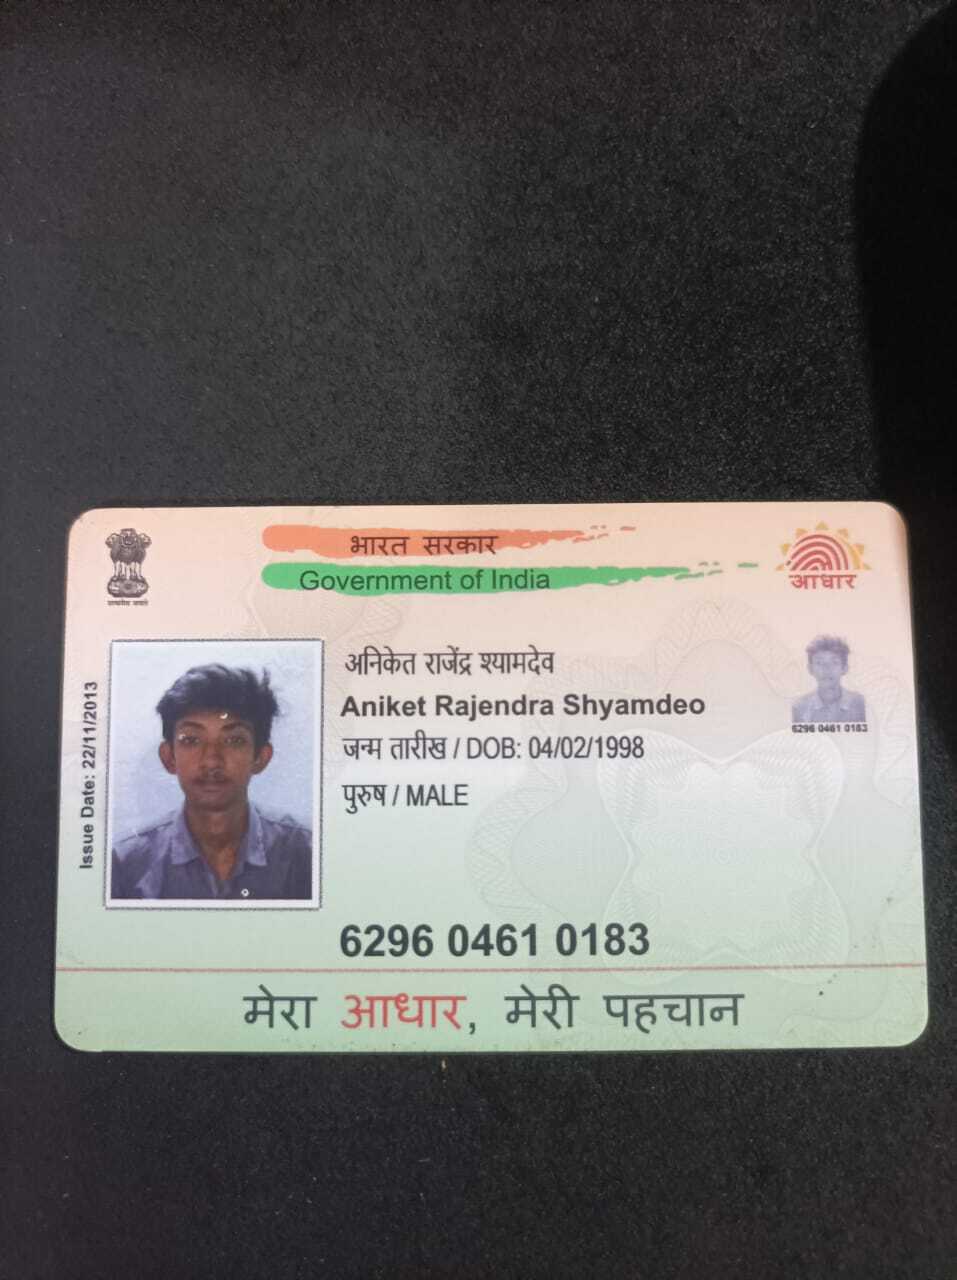 भारत सरकार
Government of India
सत्यमेव जयते
आधार
Issue Date: 22/11/2013
अनिकेत राजेंद्र श्यामदेव
Aniket Rajendra Shyamdeo
जन्म तारीख / DOB: 04/02/1998
पुरुष / MALE
6296 0461 0183
6296 0461 0183
मेरा आधार, मेरी पहचान